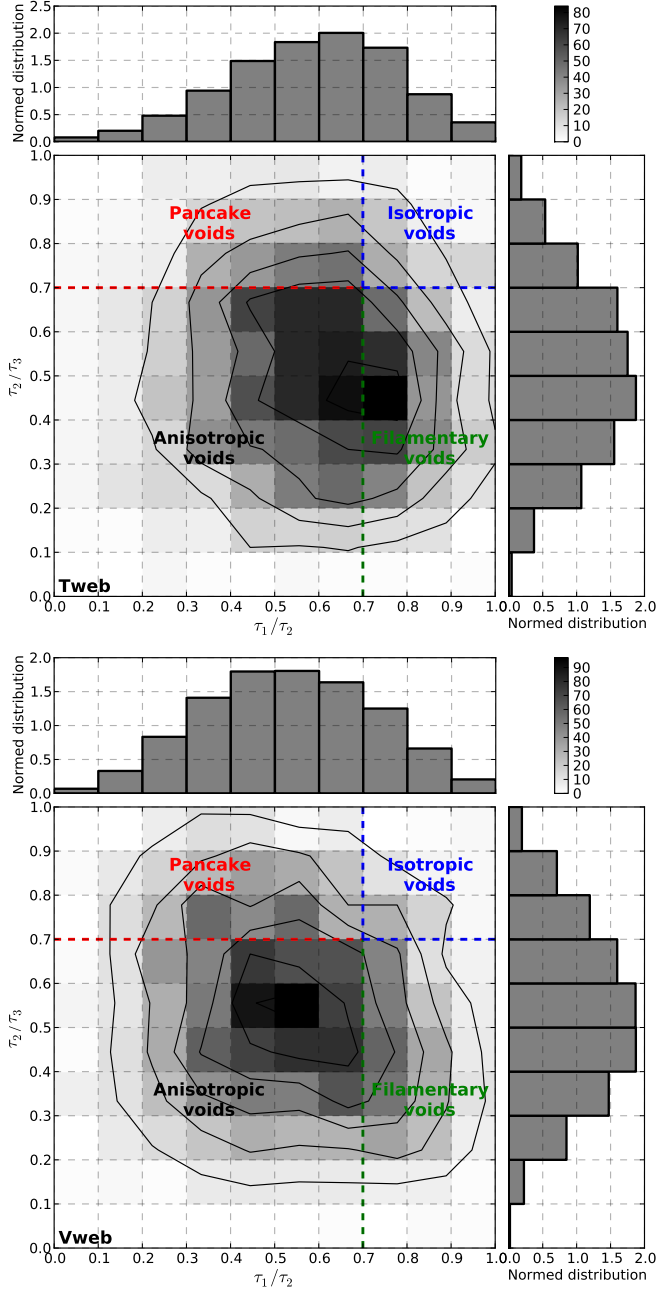 2.5
2.0
1.5
1.0
0.5
0.0
Normed distribution
80
70
60
50
40
30
20
10
0
1.0
0.9
0.8
0.7
0.6
0.5
0.4
0.3
0.2
0.1
0.0
τ2/τ3
Pancake
voids
Isotropic
voids
Anisotropic
voids
Filamentary
voids
Tweb
0.0 0.1 0.2 0.3 0.4 0.5 0.6 0.7 0.8 0.9 1.0
τ1/τ2
0.0 0.5 1.0 1.5 2.0
Normed distribution
2.0
1.5
1.0
0.5
0.0
Normed distribution
90
80
70
60
50
40
30
20
10
0
1.0
0.9
0.8
0.7
0.6
0.5
0.4
0.3
0.2
0.1
0.0
τ2/τ3
Pancake
voids
Isotropic
voids
Anisotropic
voids
Filamentary
voids
Vweb
0.0 0.1 0.2 0.3 0.4 0.5 0.6 0.7 0.8 0.9 1.0
τ1/τ2
0.0 0.5 1.0 1.5 2.0
Normed distribution